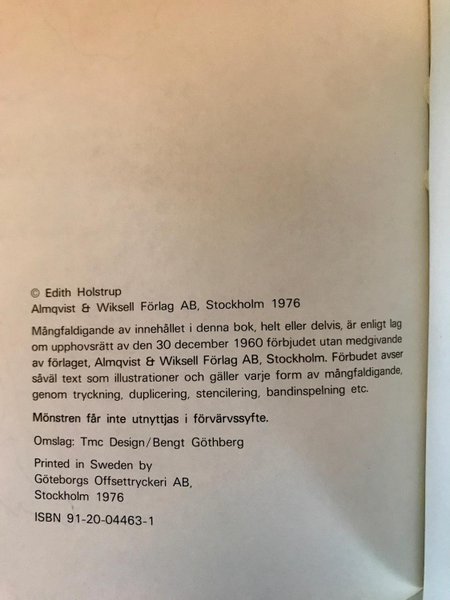 © Edith Holstrup
Almqvist & Wiksell Förlag AB, Stockholm 1976
Mångfaldigande av innehållet i denna bok, helt eller delvis, är enligt lag
om upphovsrätt av den 30 december 1960 förbjudet utan medgivande
av förlaget, Almqvist & Wiksell Förlag AB, Stockholm. Förbudet avser
såväl text som illustrationer och gäller varje form av mångfaldigande,
genom tryckning, duplicering, stencilering, bandinspelning etc.
Mönstren får inte utnyttjas i förvärvssyfte.
Omslag: Tmc Design/Bengt Göthberg
Printed in Sweden by
Göteborgs Offsettryckeri AB,
Stockholm 1976
ISBN 91-20-04463-1